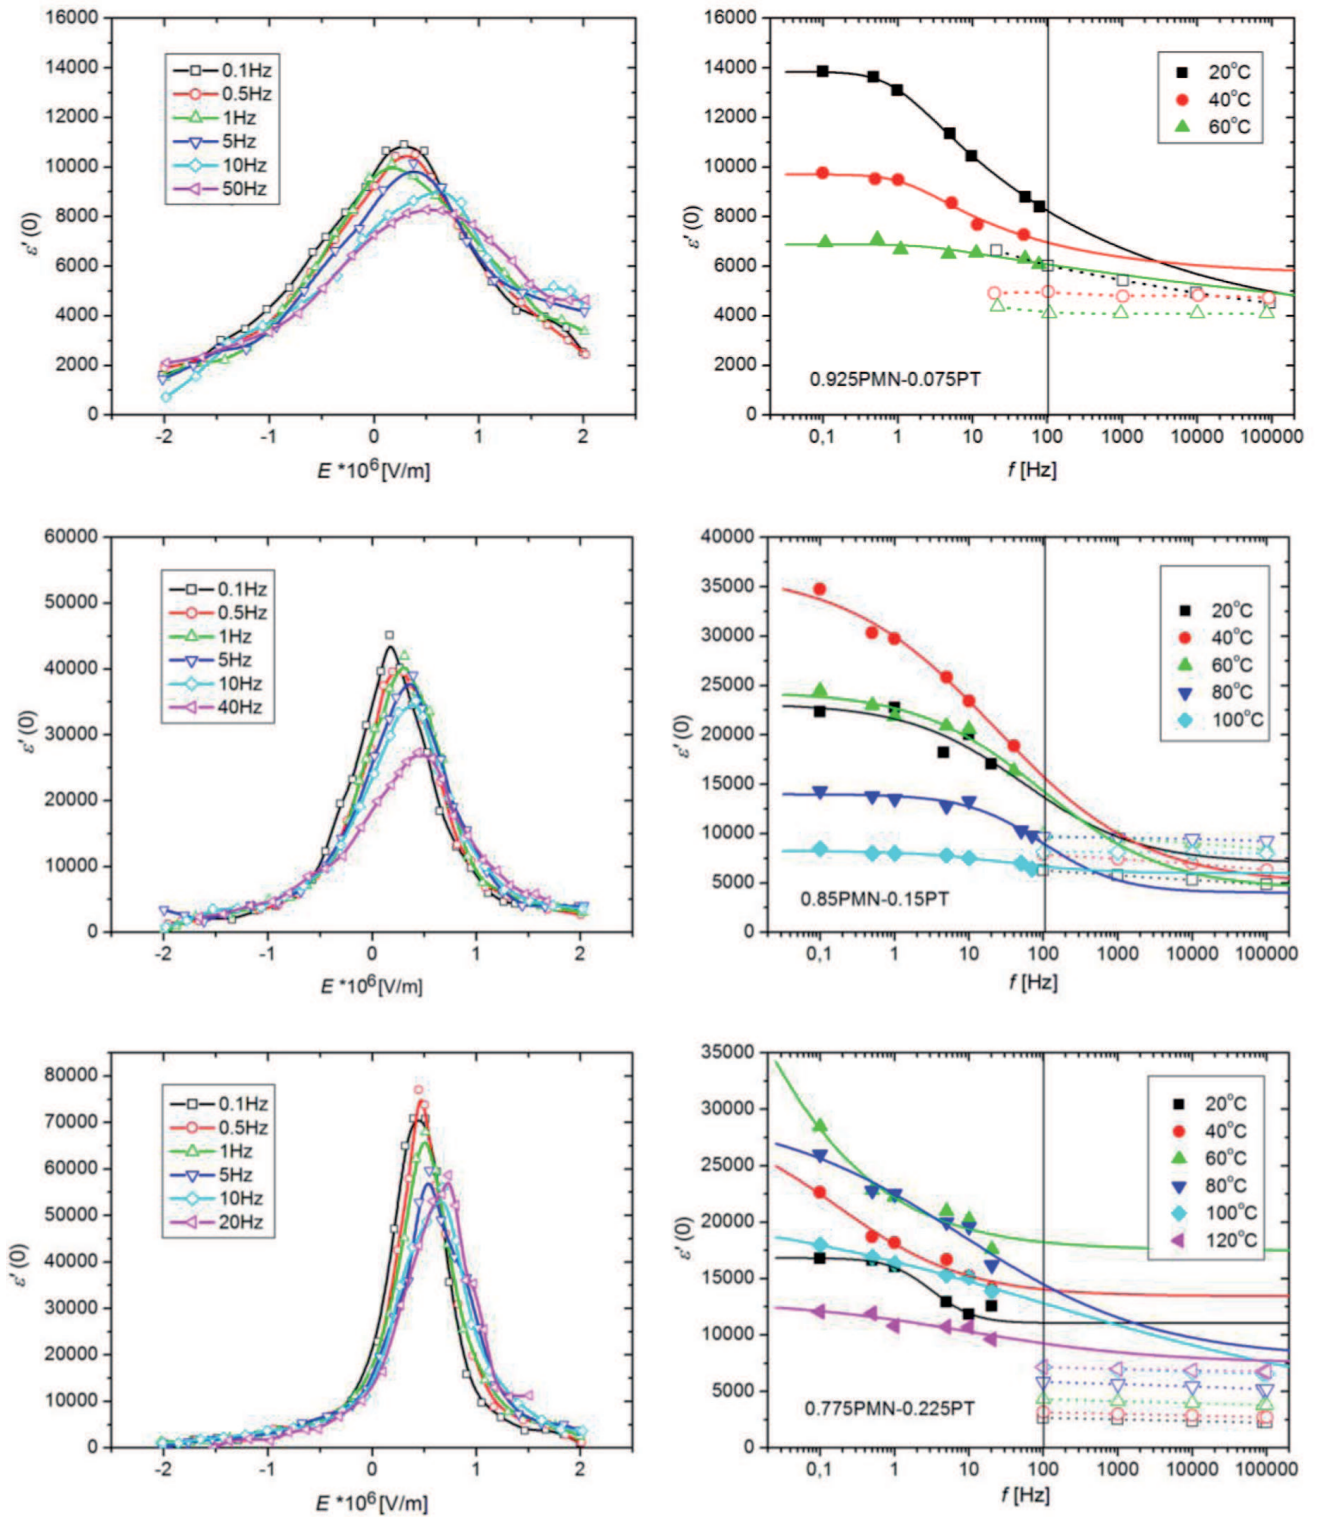 16000
14000
12000
10000
8000
6000
4000
2000
0
ε′ (0)
0.1Hz
0.5Hz
1Hz
5Hz
10Hz
50Hz
-2 -1 0 1 2
E *10⁶[V/m]
16000
14000
12000
10000
8000
6000
4000
2000
0
ε′ (0)
20°C
40°C
60°C
0.925PMN-0.075PT
0,1 1 10 100 1000 10000 100000
f [Hz]
60000
50000
40000
30000
20000
10000
0
ε′ (0)
0.1Hz
0.5Hz
1Hz
5Hz
10Hz
40Hz
-2 -1 0 1 2
E *10⁶[V/m]
40000
35000
30000
25000
20000
15000
10000
5000
0
ε′ (0)
20°C
40°C
60°C
80°C
100°C
0.85PMN-0.15PT
0,1 1 10 100 1000 10000 100000
f [Hz]
80000
70000
60000
50000
40000
30000
20000
10000
0
ε′ (0)
0.1Hz
0.5Hz
1Hz
5Hz
10Hz
20Hz
-2 -1 0 1 2
E *10⁶[V/m]
35000
30000
25000
20000
15000
10000
5000
0
ε′ (0)
20°C
40°C
60°C
80°C
100°C
120°C
0.775PMN-0.225PT
0,1 1 10 100 1000 10000 100000
f [Hz]